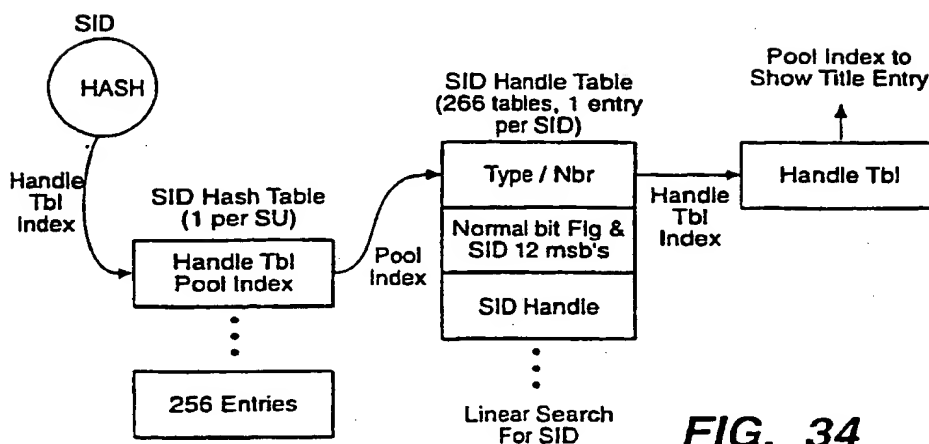 SID
HASH
Handle
Tbl
Index
SID Hash Table
(1 per SU)
Handle Tbl
Pool Index
256 Entries
Pool
Index
SID Handle Table
(266 tables, 1 entry
per SID)
Type / Nbr
Normal bit Flg &
SID 12 msb's
SID Handle
Linear Search
For SID
Handle
Tbl
Index
Pool Index to
Show Title Entry
Handle Tbl
FIG. 34